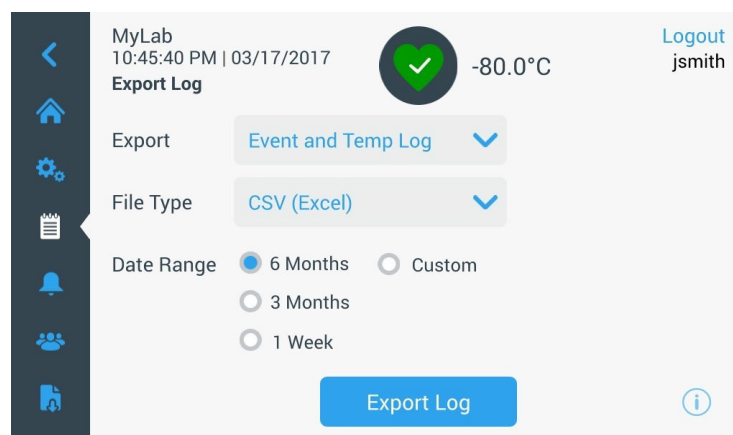 MyLab
10:45:40 PM | 03/17/2017
Export Log
-80.0°C
Logout
jsmith
Export
Event and Temp Log
File Type
CSV (Excel)
Date Range
6 Months
Custom
3 Months
1 Week
Export Log
i